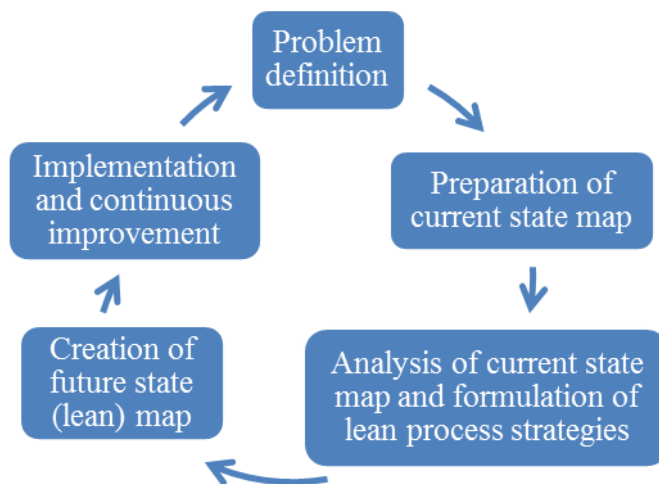 Problem
definition
Preparation of
current state map
Analysis of current state
map and formulation of
lean process strategies
Creation of
future state
(lean) map
Implementation
and continuous
improvement